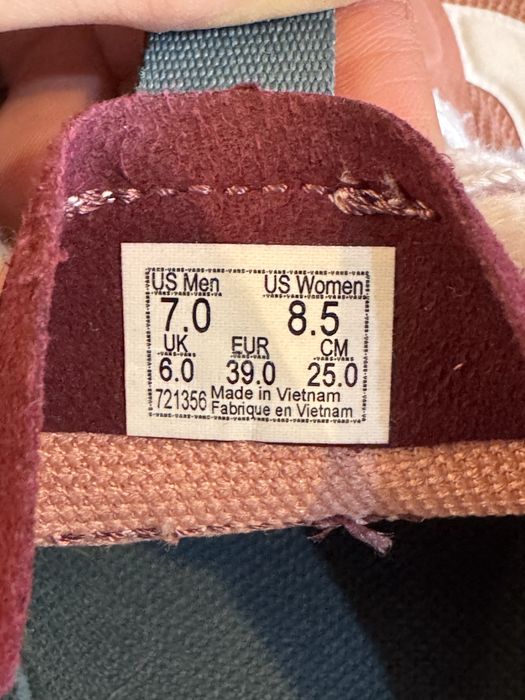 US Men US Women
7.0 8.5
UK EUR CM
6.0 39.0 25.0
721356 Made in Vietnam
Fabrique en Vietnam